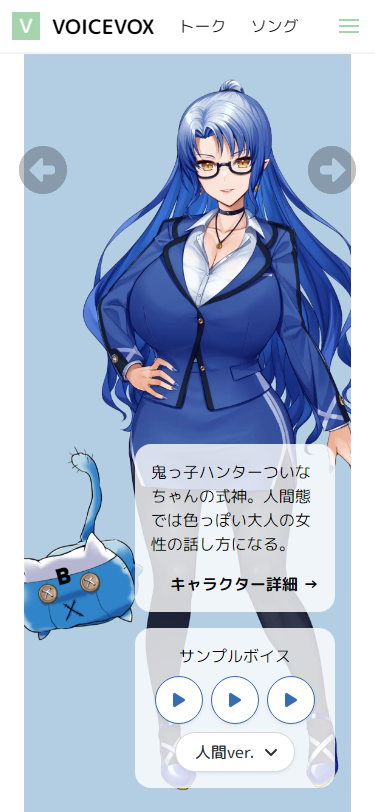 V VOICEVOX トーク ソング
鬼っ子ハンターついな
ちゃんの式神。人間態
では色っぽい大人の女
性の話し方になる。
キャラクター詳細 →
B
サンプルボイス
人間ver.